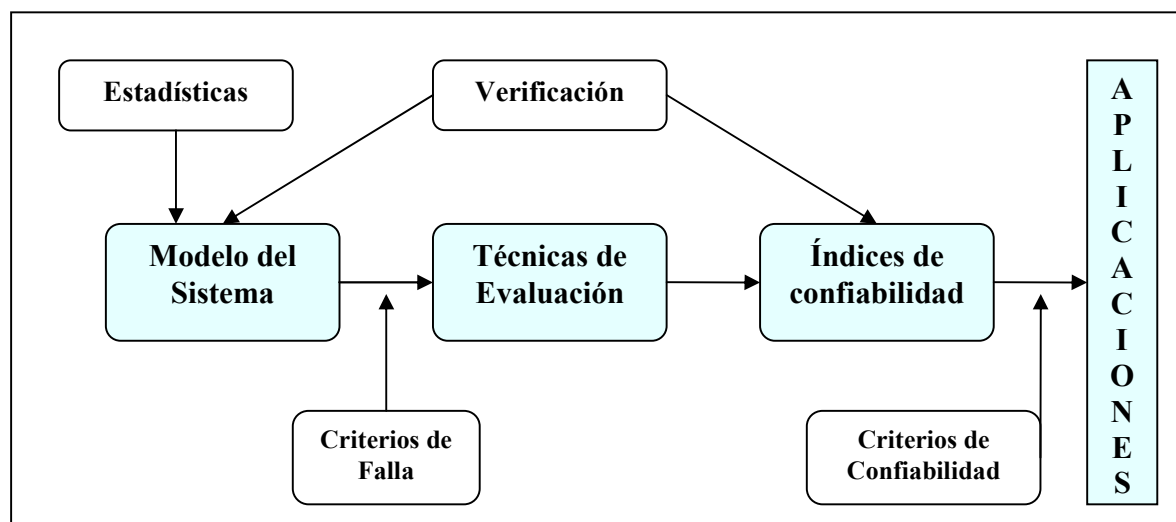 Estadísticas
Verificación
Modelo del
Sistema
Técnicas de
Evaluación
Índices de
confiabilidad
Criterios de
Falla
Criterios de
Confiabilidad
A
P
L
I
C
A
C
I
O
N
E
S